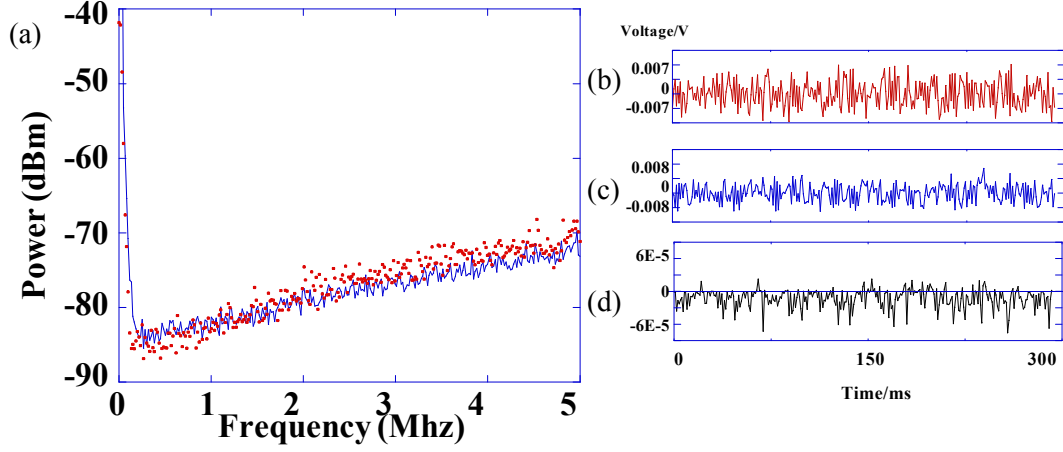 (a)
-40
-50
-60
-70
-80
-90
Power (dBm)
0 1 2 3 4 5
Frequency (Mhz)
Voltage/V
(b)
0.007
0
-0.007
(c)
0.008
0
-0.008
(d)
6E-5
0
-6E-5
0 150 300
Time/ms